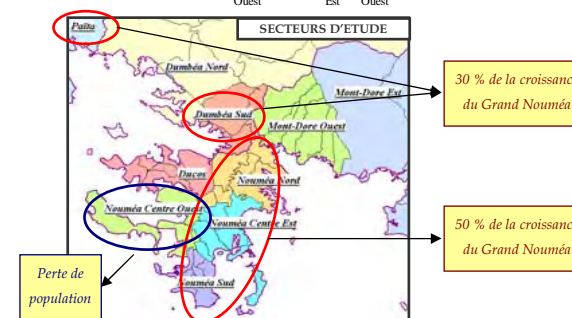 Ouest Est Ouest
SECTEURS D'ETUDE
Païta
Dumbéa Nord
Mont-Dore Est
Dumbéa Sud
Mont-Dore Ouest
30 % de la croissanc
du Grand Nouméa
Ducos
Nouméa Nord
Nouméa Centre Ouest
Nouméa Centre Est
50 % de la croissanc
du Grand Nouméa
Perte de
population
Nouméa Sud